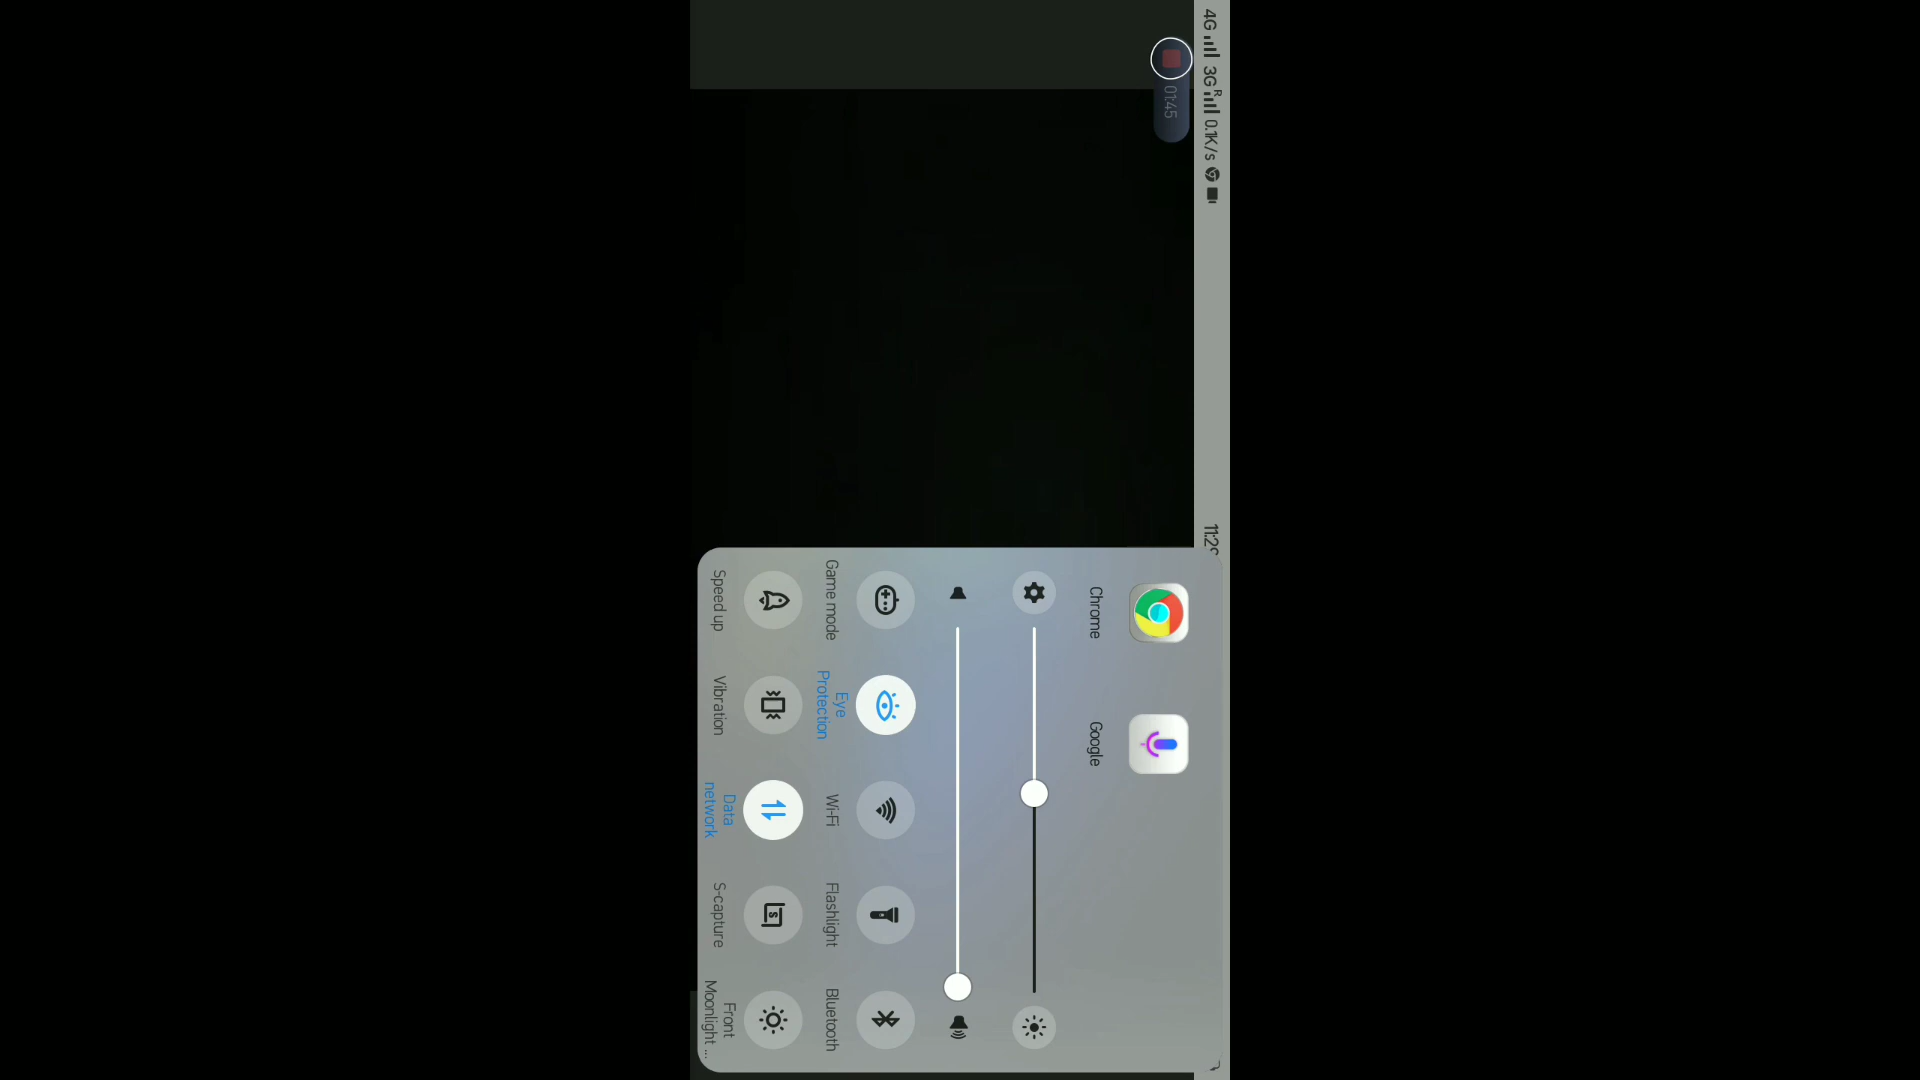 4G 3G R 0.1K/s
01:45
Chrome
Google
Game mode
Eye
Protection
Wi-Fi
Flashlight
Bluetooth
Speed up
Vibration
Data
network
S-capture
Front
Moonlight ...